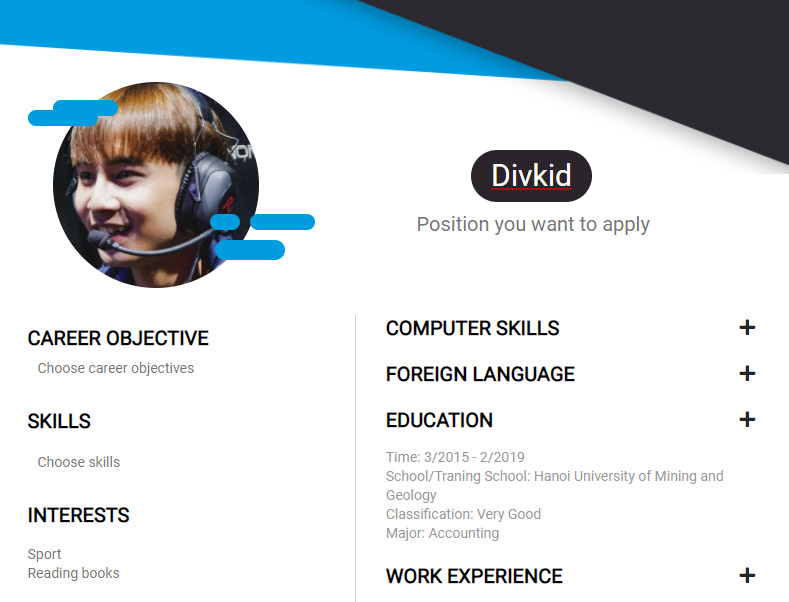 Divkid
Position you want to apply
CAREER OBJECTIVE
Choose career objectives
SKILLS
Choose skills
INTERESTS
Sport
Reading books
COMPUTER SKILLS
FOREIGN LANGUAGE
EDUCATION
Time: 3/2015 - 2/2019
School/Traning School: Hanoi University of Mining and
Geology
Classification: Very Good
Major: Accounting
WORK EXPERIENCE